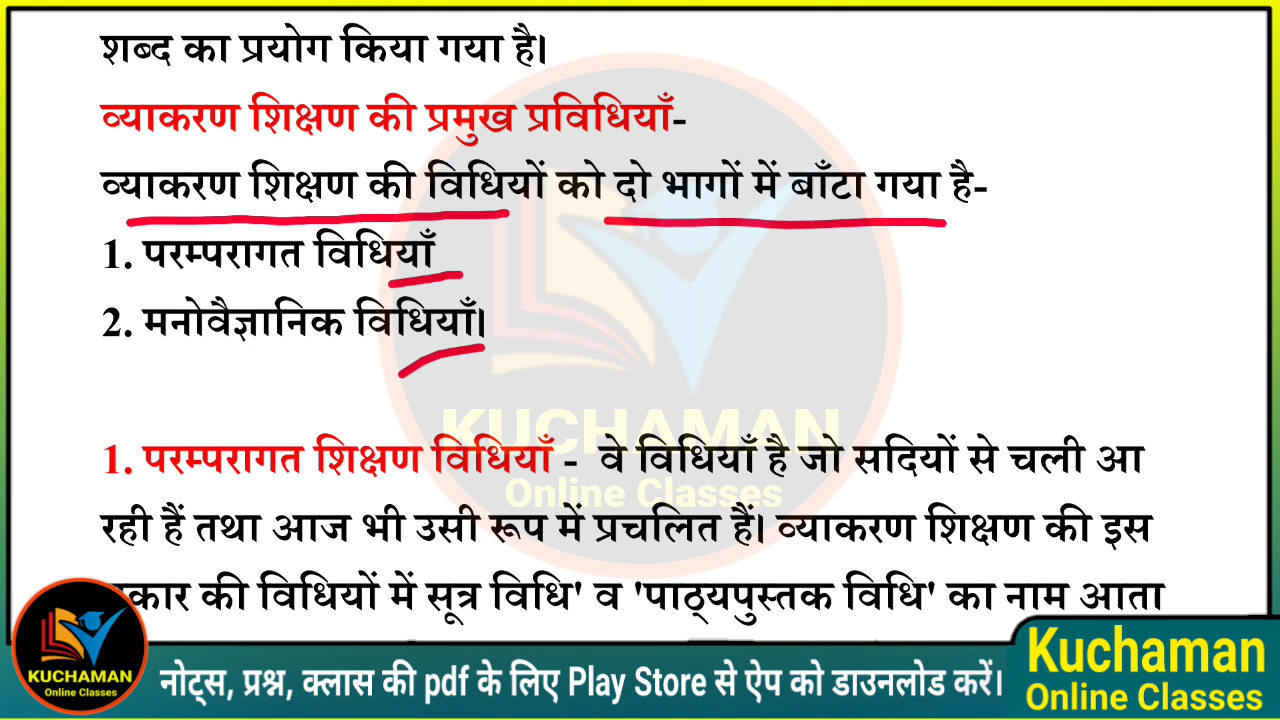 शब्द का प्रयोग किया गया है।
व्याकरण शिक्षण की प्रमुख प्रविधियाँ-
व्याकरण शिक्षण की विधियों को दो भागों में बाँटा गया है-
1. परम्परागत विधियाँ
2. मनोवैज्ञानिक विधियाँ।
KUCHAMAN
Online Classes
1. परम्परागत शिक्षण विधियाँ - वे विधियाँ है जो सदियों से चली आ
रही हैं तथा आज भी उसी रूप में प्रचलित हैं। व्याकरण शिक्षण की इस
की विधियों में सूत्र विधि' व 'पाठ्यपुस्तक विधि' का नाम आता
KUCHAMAN
Online Classes
नोट्स, प्रश्न, क्लास की pdf के लिए Play Store से ऐप को डाउनलोड करें।
Kuchaman
Online Classes